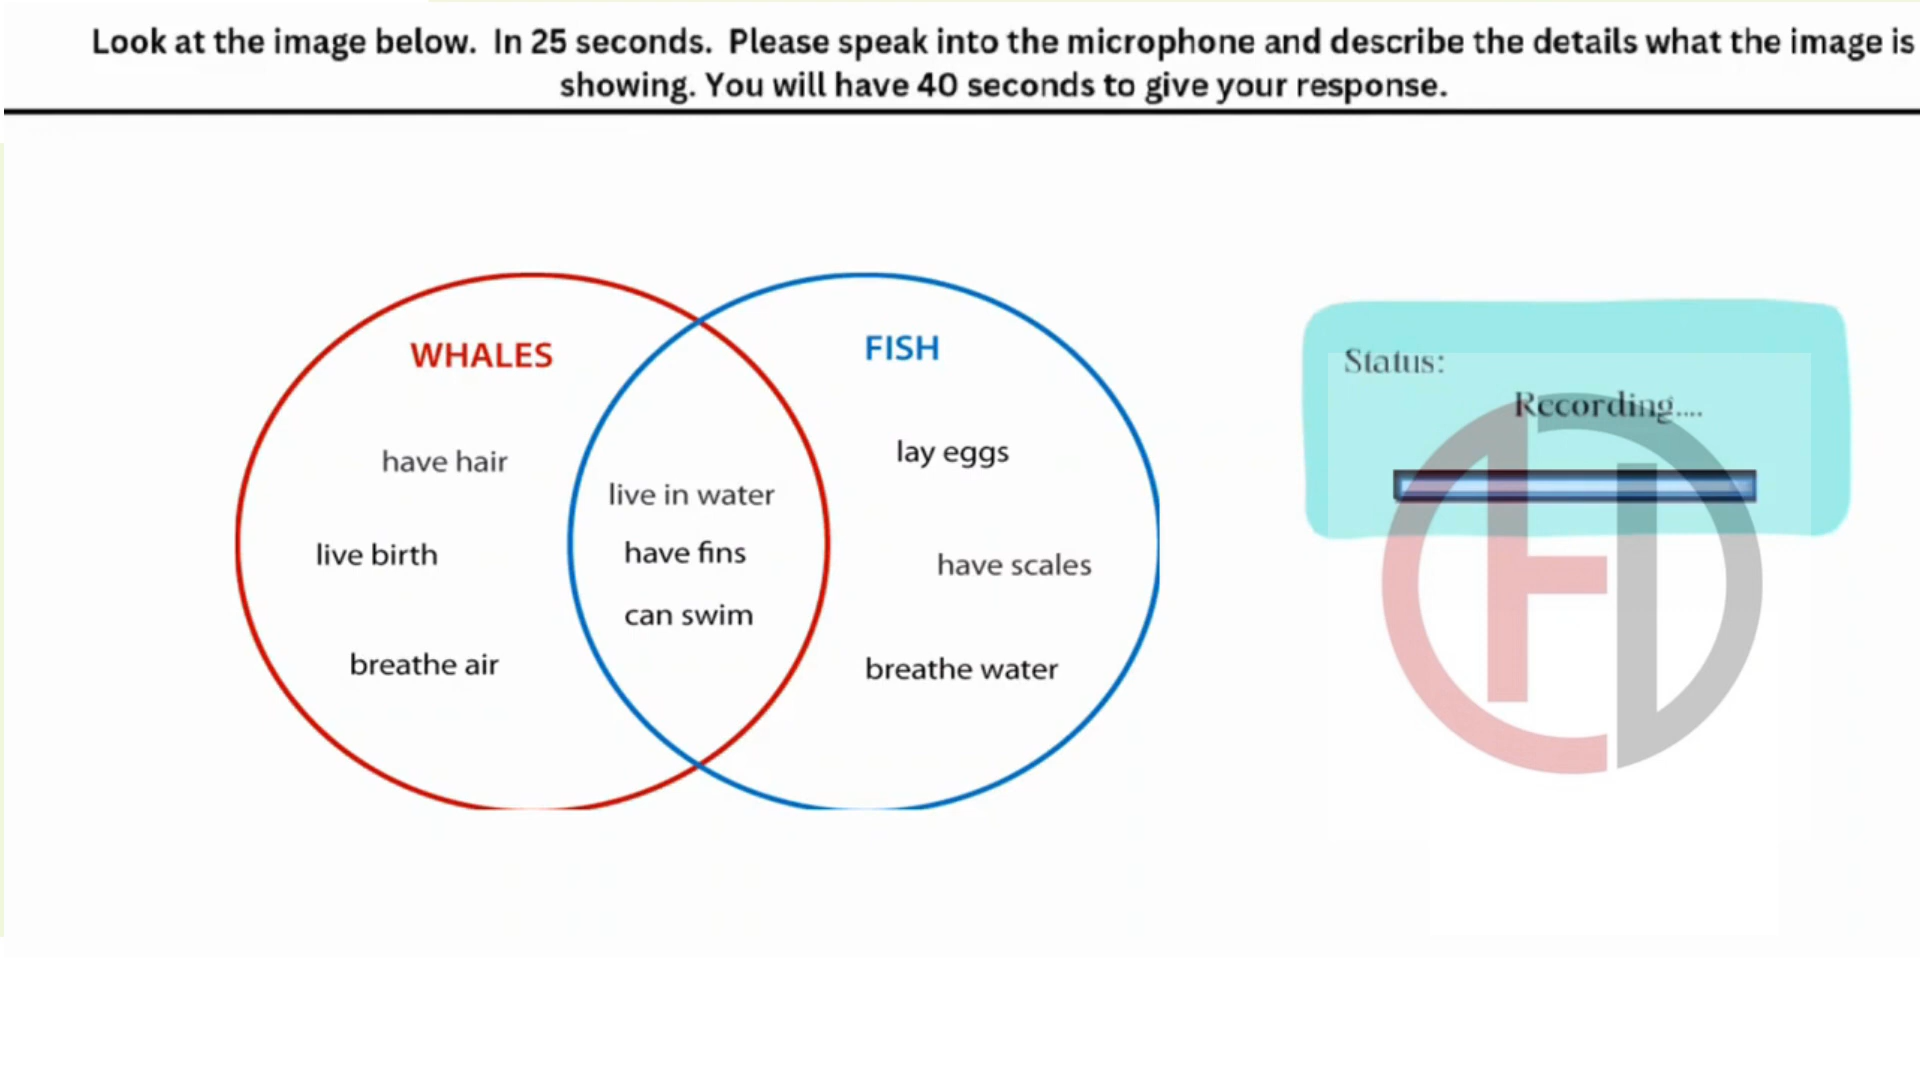 Look at the image below. In 25 seconds. Please speak into the microphone and describe the details what the image is
showing. You will have 40 seconds to give your response.
WHALES
have hair
live birth
breathe air
live in water
have fins
can swim
FISH
lay eggs
have scales
breathe water
Status:
Recording....